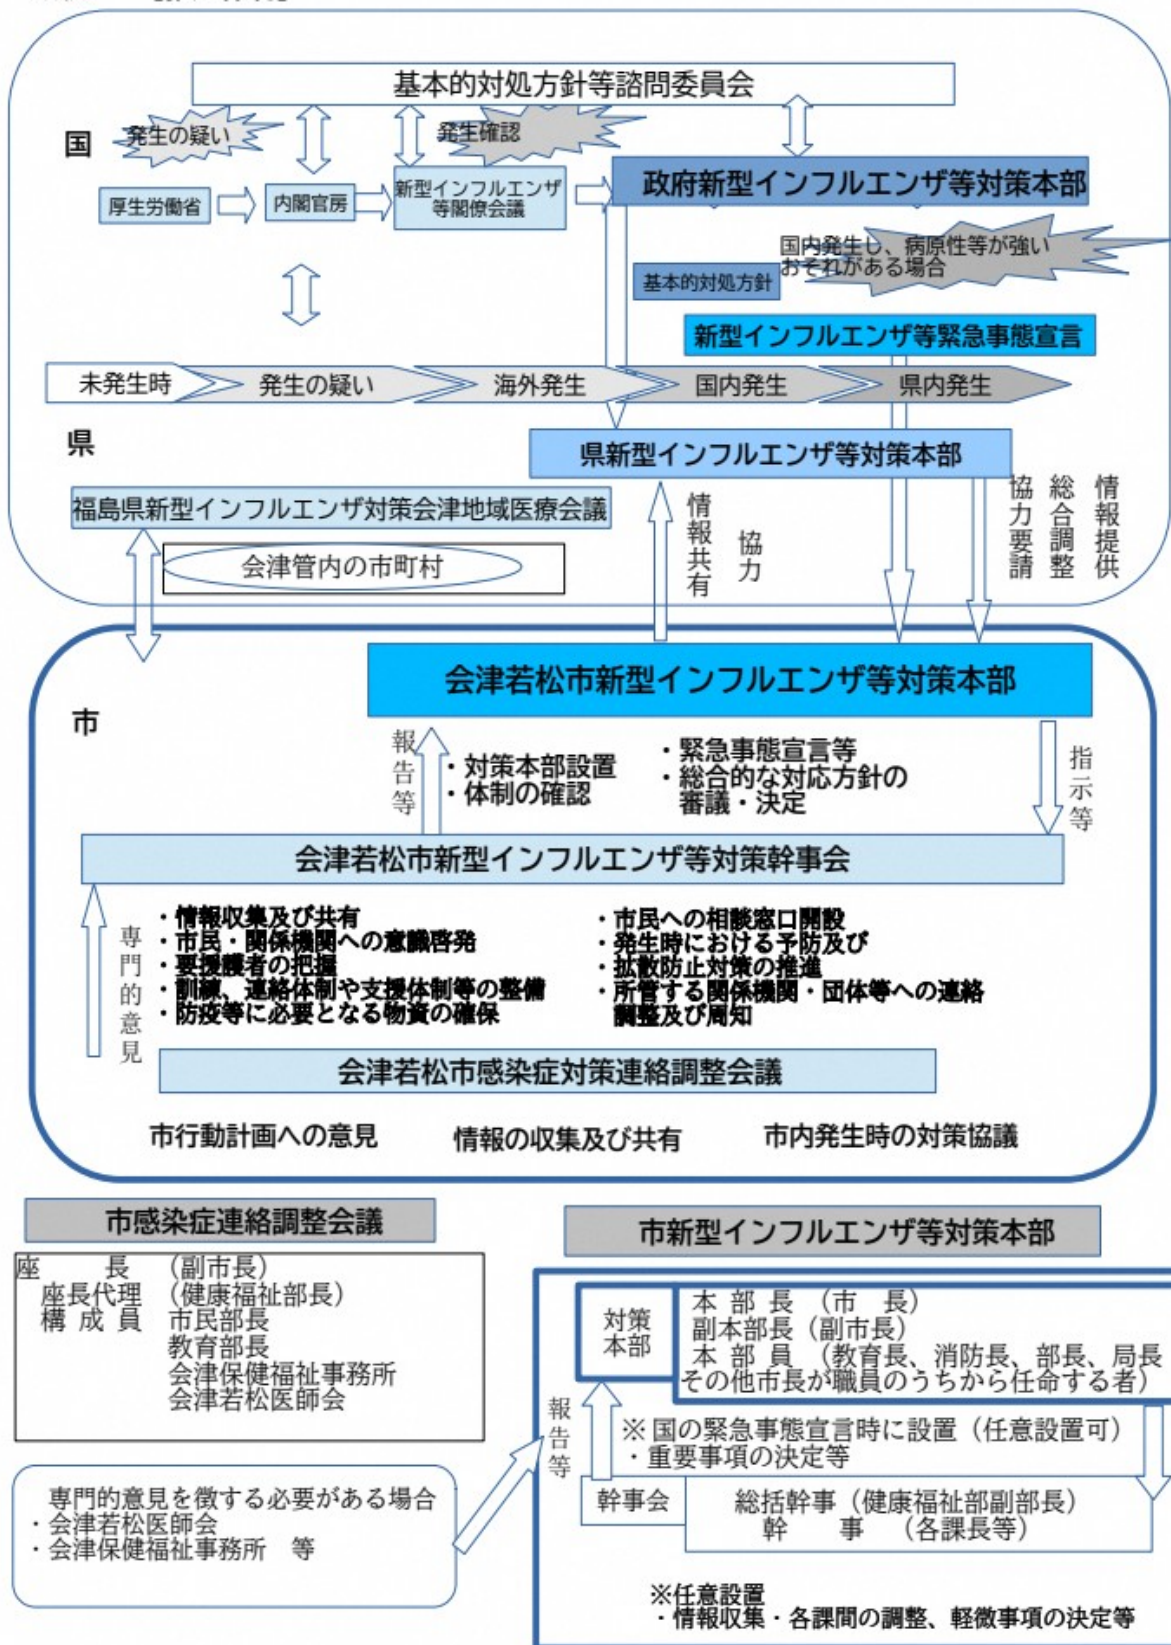 基本的対処方針等諮問委員会
国
発生の疑い
発生確認
厚生労働省
内閣官房
新型インフルエンザ
等閣僚会議
政府新型インフルエンザ等対策本部
国内発生し、病原性等が強い
おそれがある場合
基本的対処方針
新型インフルエンザ等緊急事態宣言
未発生時
発生の疑い
海外発生
国内発生
県内発生
県
県新型インフルエンザ等対策本部
福島県新型インフルエンザ対策会津地域医療会議
会津管内の市町村
情報共有
協力
協力要請
総合調整
情報提供
会津若松市新型インフルエンザ等対策本部
市
報告等
・対策本部設置
・体制の確認
・緊急事態宣言等
・総合的な対応方針の
審議・決定
指示等
会津若松市新型インフルエンザ等対策幹事会
専門的意見
・情報収集及び共有
・市民・関係機関への意識啓発
・要援護者の把握
・訓練、連絡体制や支援体制等の整備
・防疫等に必要となる物資の確保
・市民への相談窓口開設
・発生時における予防及び
・拡散防止対策の推進
・所管する関係機関・団体等への連絡
調整及び周知
会津若松市感染症対策連絡調整会議
市行動計画への意見
情報の収集及び共有
市内発生時の対策協議
市感染症連絡調整会議
座　　長　（副市長）
座長代理　（健康福祉部長）
構 成 員　市民部長
教育部長
会津保健福祉事務所
会津若松医師会
専門的意見を徴する必要がある場合
・会津若松医師会
・会津保健福祉事務所　等
市新型インフルエンザ等対策本部
対策
本部
本 部 長 （市　長）
副本部長（副市長）
本 部 員 （教育長、消防長、部長、局長
その他市長が職員のうちから任命する者）
報告等
※国の緊急事態宣言時に設置（任意設置可）
・重要事項の決定等
幹事会
総括幹事（健康福祉部副部長）
幹　　事　（各課長等）
※任意設置
・情報収集・各課間の調整、軽微事項の決定等